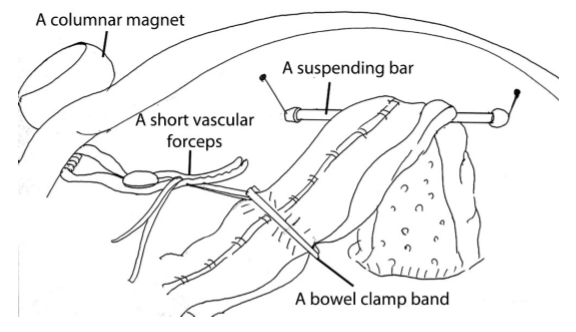 A columnar magnet
A suspending bar
A short vascular
forceps
A bowel clamp band